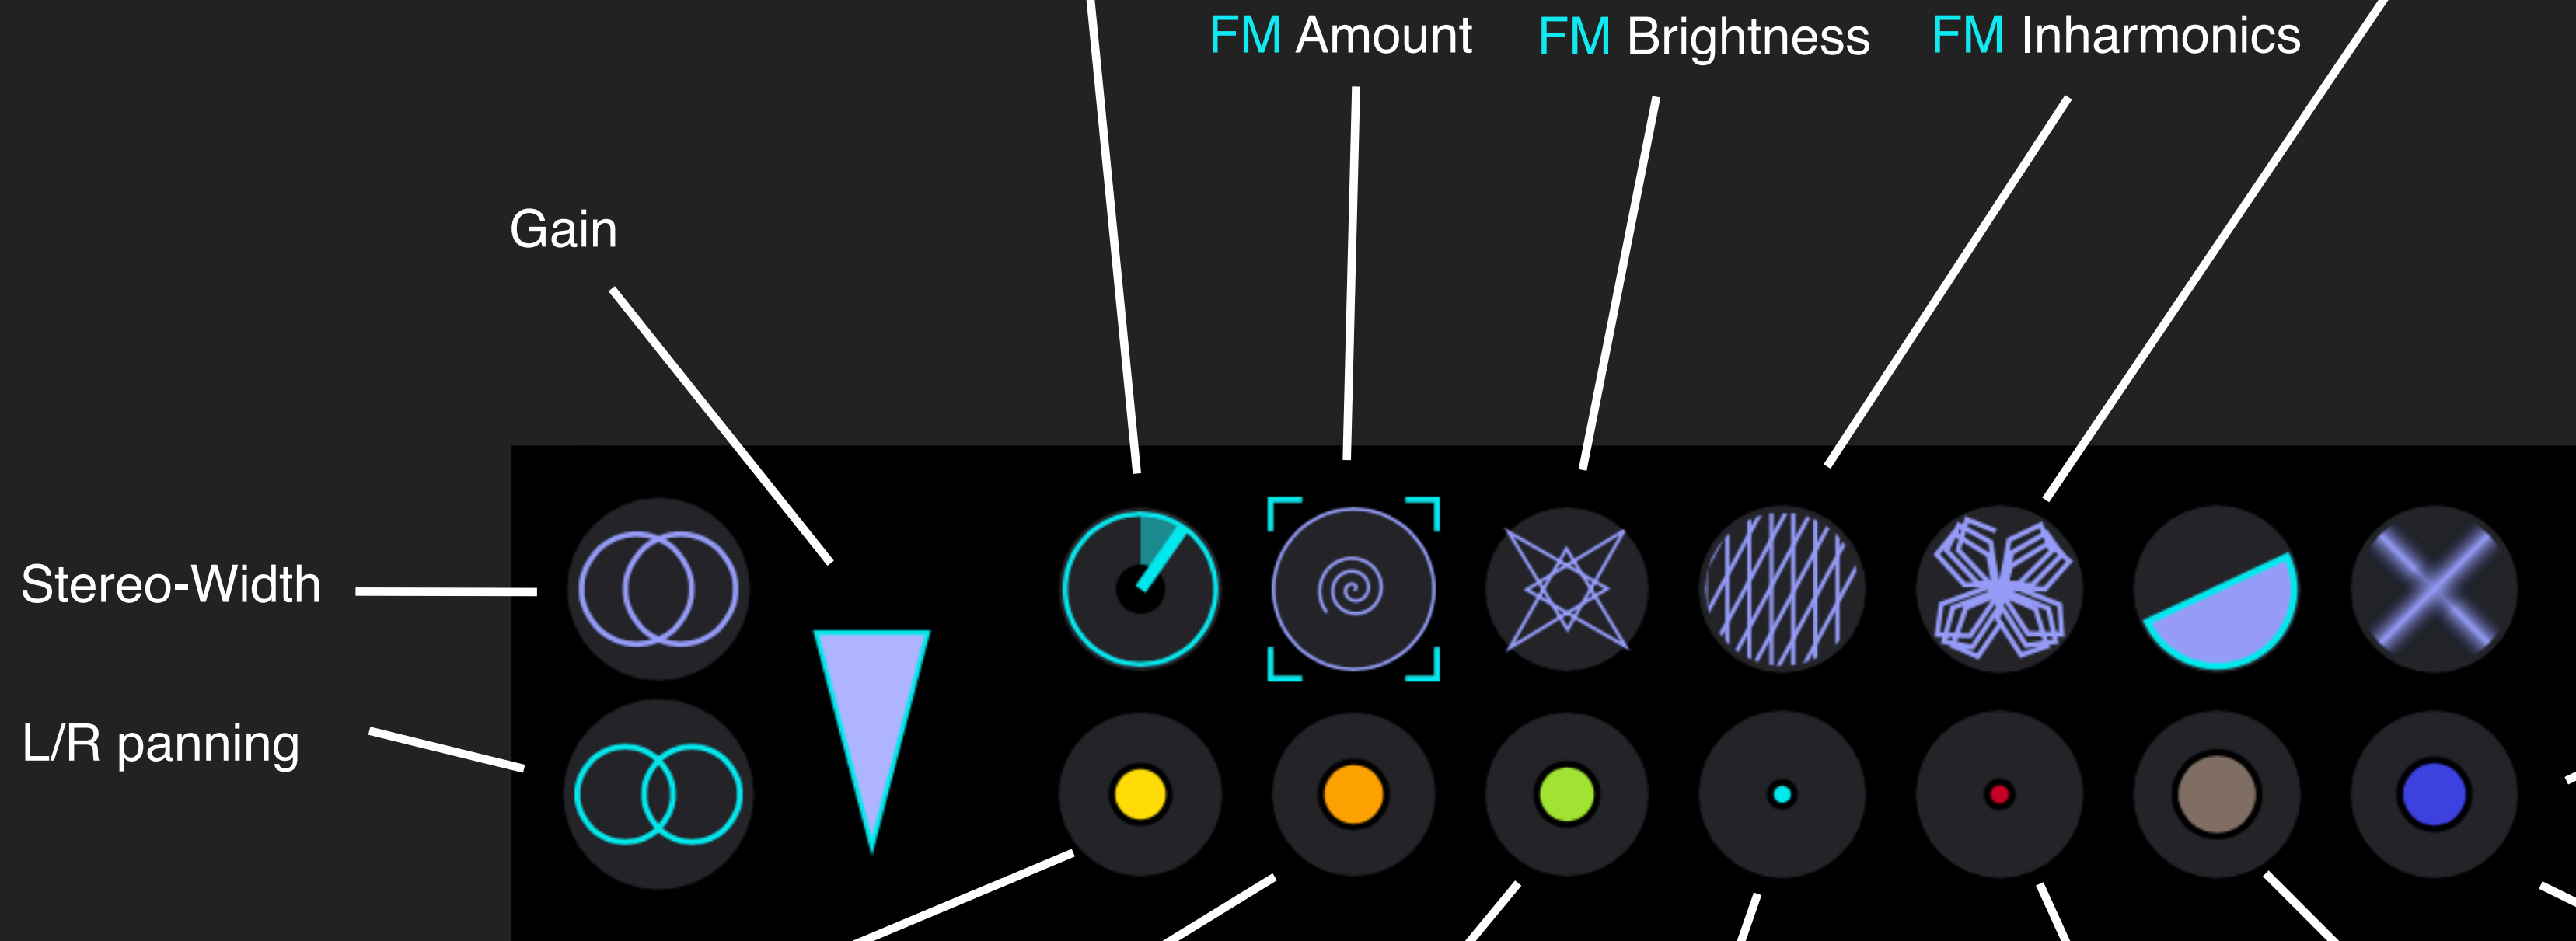 FM Amount
FM Brightness
FM Inharmonics
Gain
Stereo-Width
L/R panning